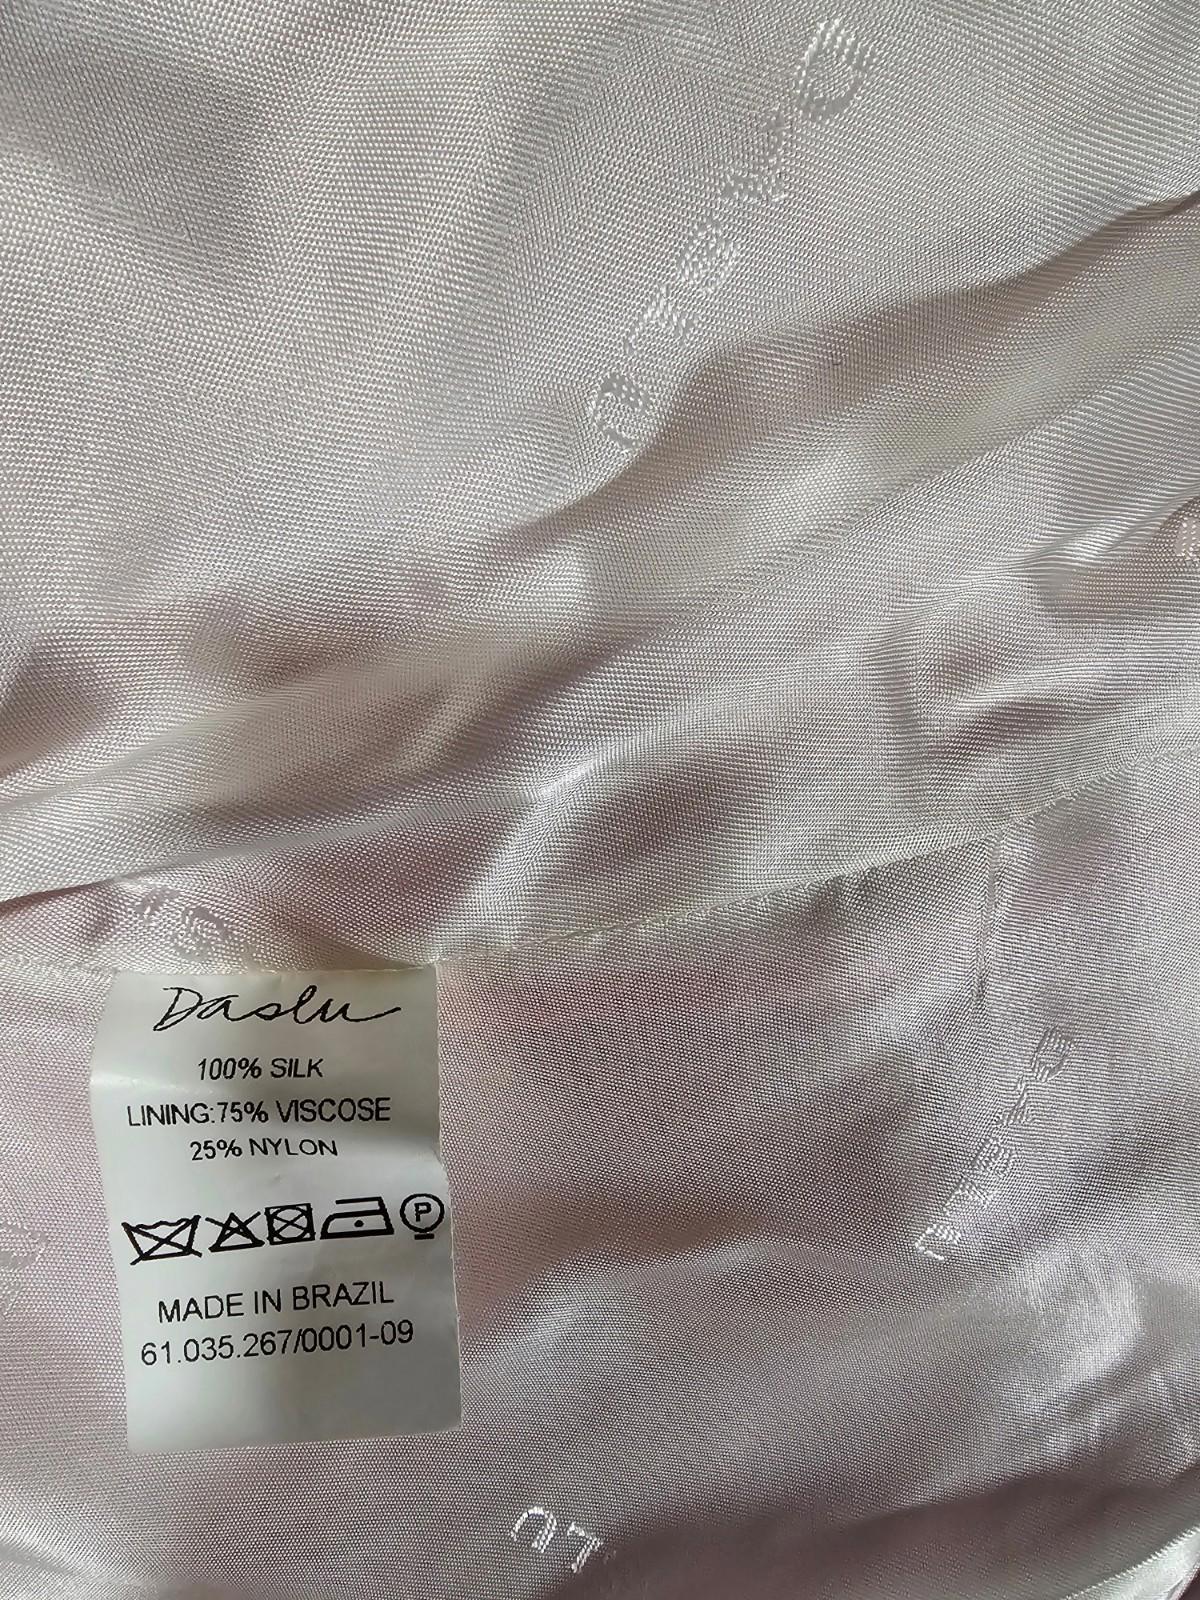 Daslu
100% SILK
LINING:75% VISCOSE
25% NYLON
P
MADE IN BRAZIL
61.035.267/0001-09